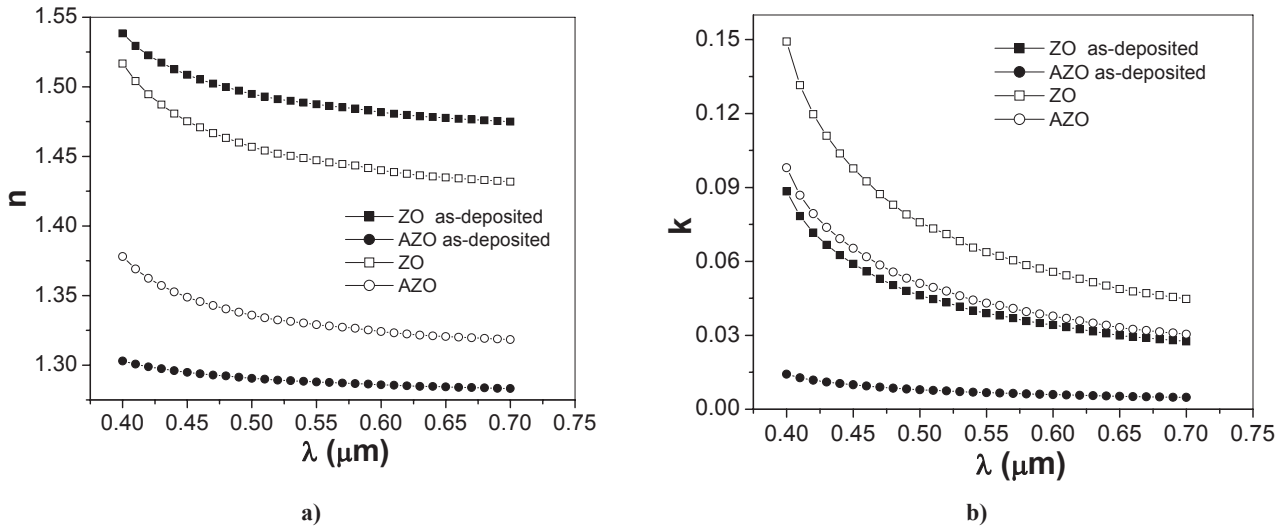 1.55
1.50
1.45
1.40
1.35
1.30
n
ZO as-deposited
AZO as-deposited
ZO
AZO
0.40 0.45 0.50 0.55 0.60 0.65 0.70 0.75
λ (μm)
a)
0.15
0.12
0.09
0.06
0.03
0.00
k
ZO as-deposited
AZO as-deposited
ZO
AZO
0.40 0.45 0.50 0.55 0.60 0.65 0.70 0.75
λ (μm)
b)